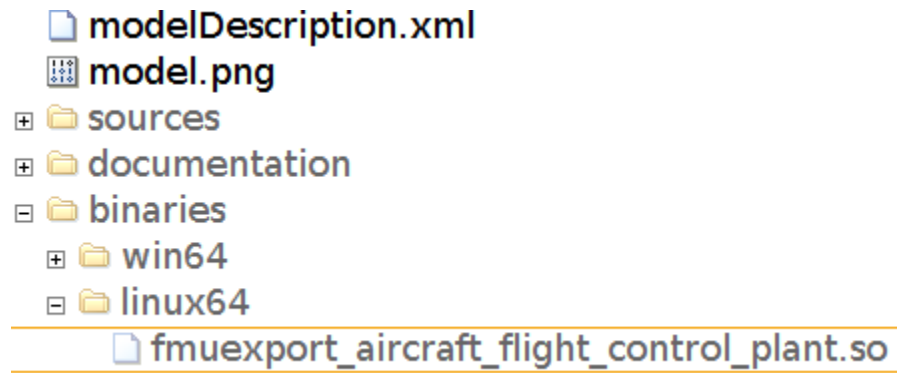 modelDescription.xml
model.png
sources
documentation
binaries
win64
linux64
fmuexport_aircraft_flight_control_plant.so